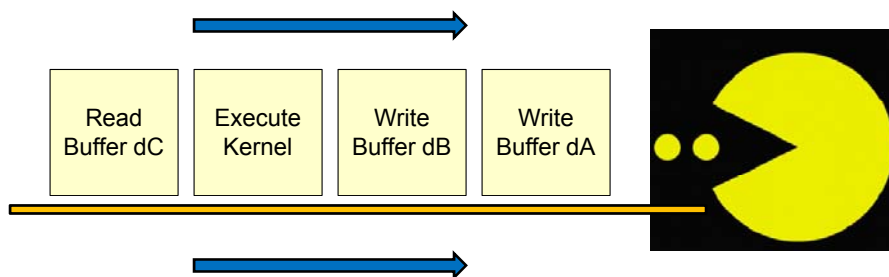 Read
Buffer dC
Execute
Kernel
Write
Buffer dB
Write
Buffer dA